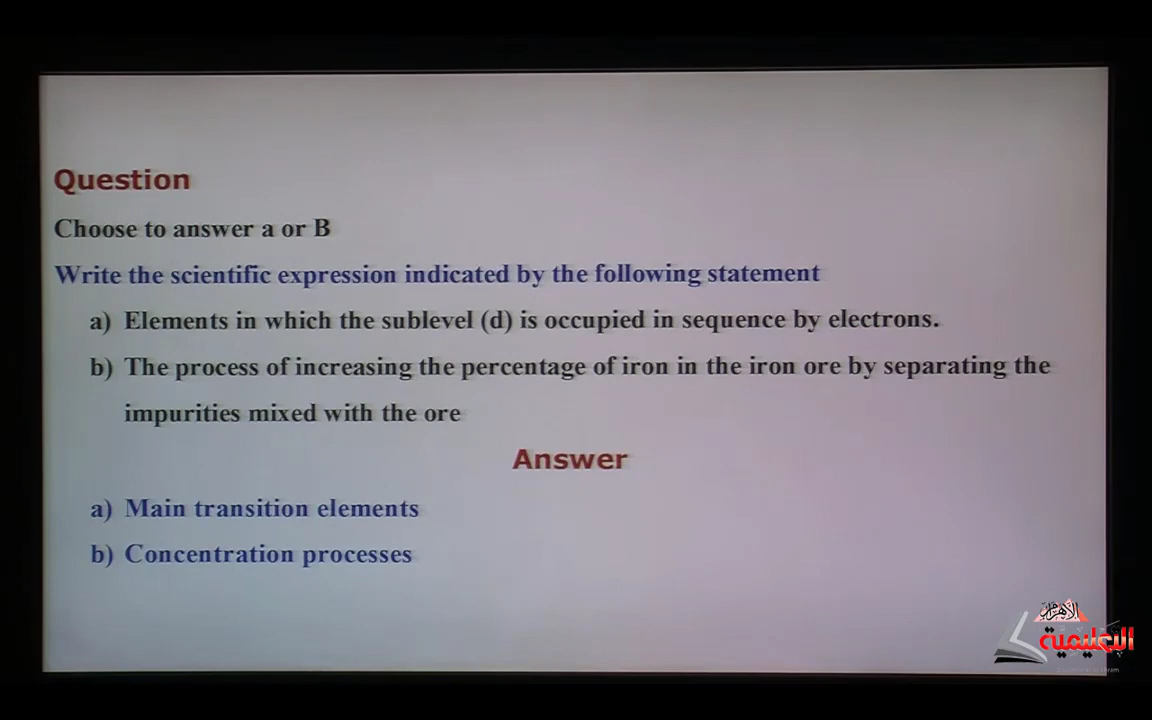 Question
Choose to answer a or B
Write the scientific expression indicated by the following statement
a) Elements in which the sublevel (d) is occupied in sequence by electrons.
b) The process of increasing the percentage of iron in the iron ore by separating the
impurities mixed with the ore
Answer
a) Main transition elements
b) Concentration processes
الأهرام
التعليمية